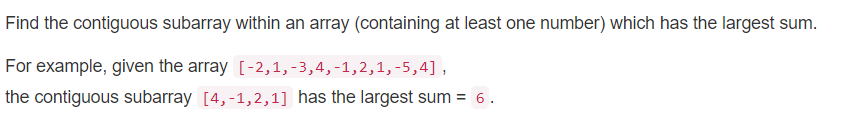 Find the contiguous subarray within an array (containing at least one number) which has the largest sum.
For example, given the array [-2,1,-3,4,-1,2,1,-5,4] ,
the contiguous subarray [4,-1,2,1] has the largest sum = 6 .